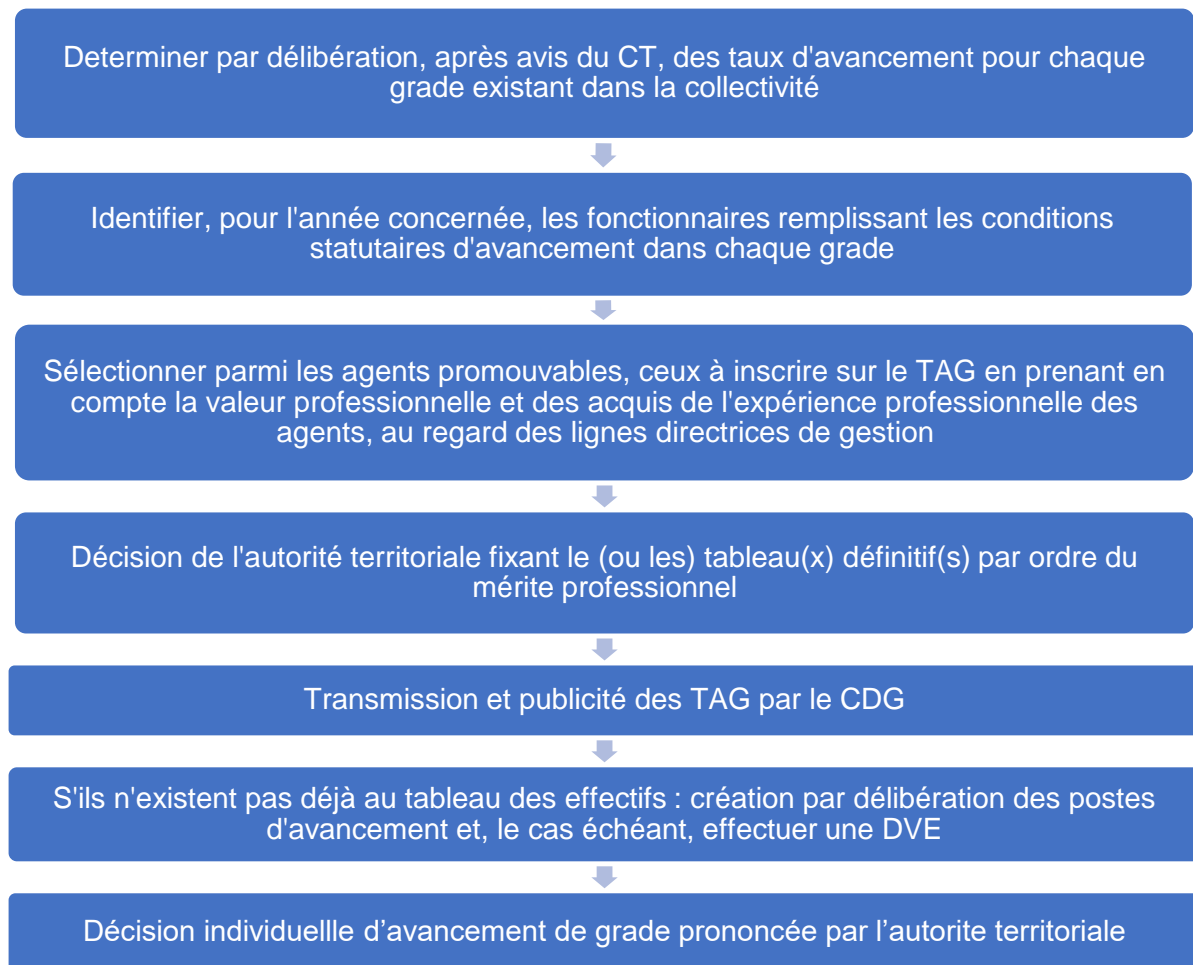 Determiner par délibération, après avis du CT, des taux d'avancement pour chaque
grade existant dans la collectivité
Identifier, pour l'année concernée, les fonctionnaires remplissant les conditions
statutaires d'avancement dans chaque grade
Sélectionner parmi les agents promouvables, ceux à inscrire sur le TAG en prenant en
compte la valeur professionnelle et des acquis de l'expérience professionnelle des
agents, au regard des lignes directrices de gestion
Décision de l'autorité territoriale fixant le (ou les) tableau(x) définitif(s) par ordre du
mérite professionnel
Transmission et publicité des TAG par le CDG
S'ils n'existent pas déjà au tableau des effectifs : création par délibération des postes
d'avancement et, le cas échéant, effectuer une DVE
Décision individuellle d’avancement de grade prononcée par l’autorite territoriale